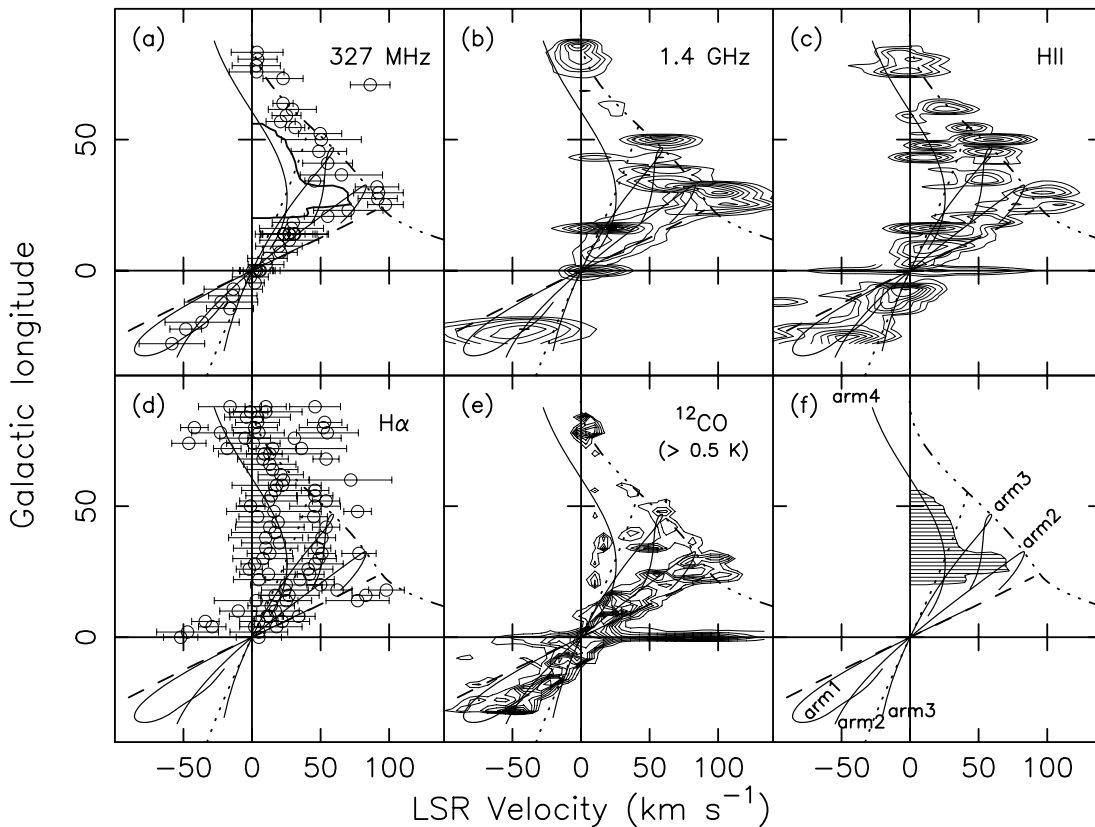 (a) 327 MHz
(b) 1.4 GHz
(c) HII
50
0
(d) Hα
(e) ¹²CO
(> 0.5 K)
(f)
arm4
arm3
arm2
arm1
arm2
arm3
50
0
−50 0 50 100
−50 0 50 100
−50 0 50 100
Galactic longitude
LSR Velocity (km s⁻¹)